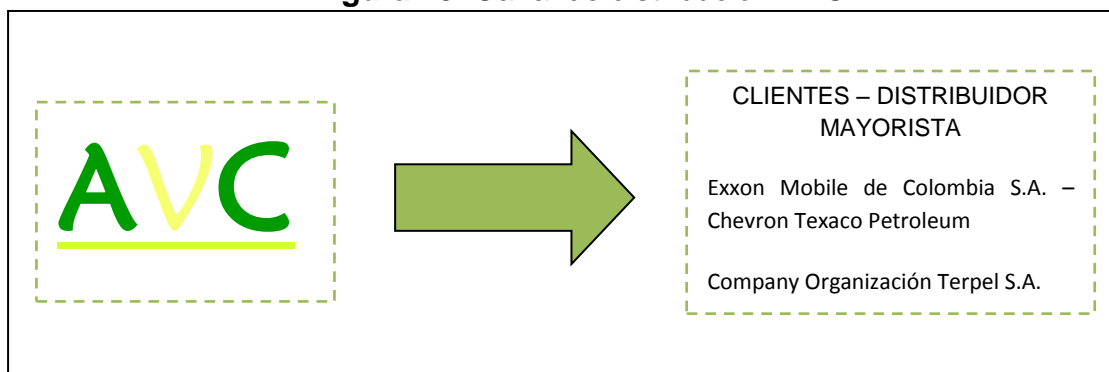 AVC
CLIENTES – DISTRIBUIDOR
MAYORISTA
Exxon Mobile de Colombia S.A. –
Chevron Texaco Petroleum
Company Organización Terpel S.A.